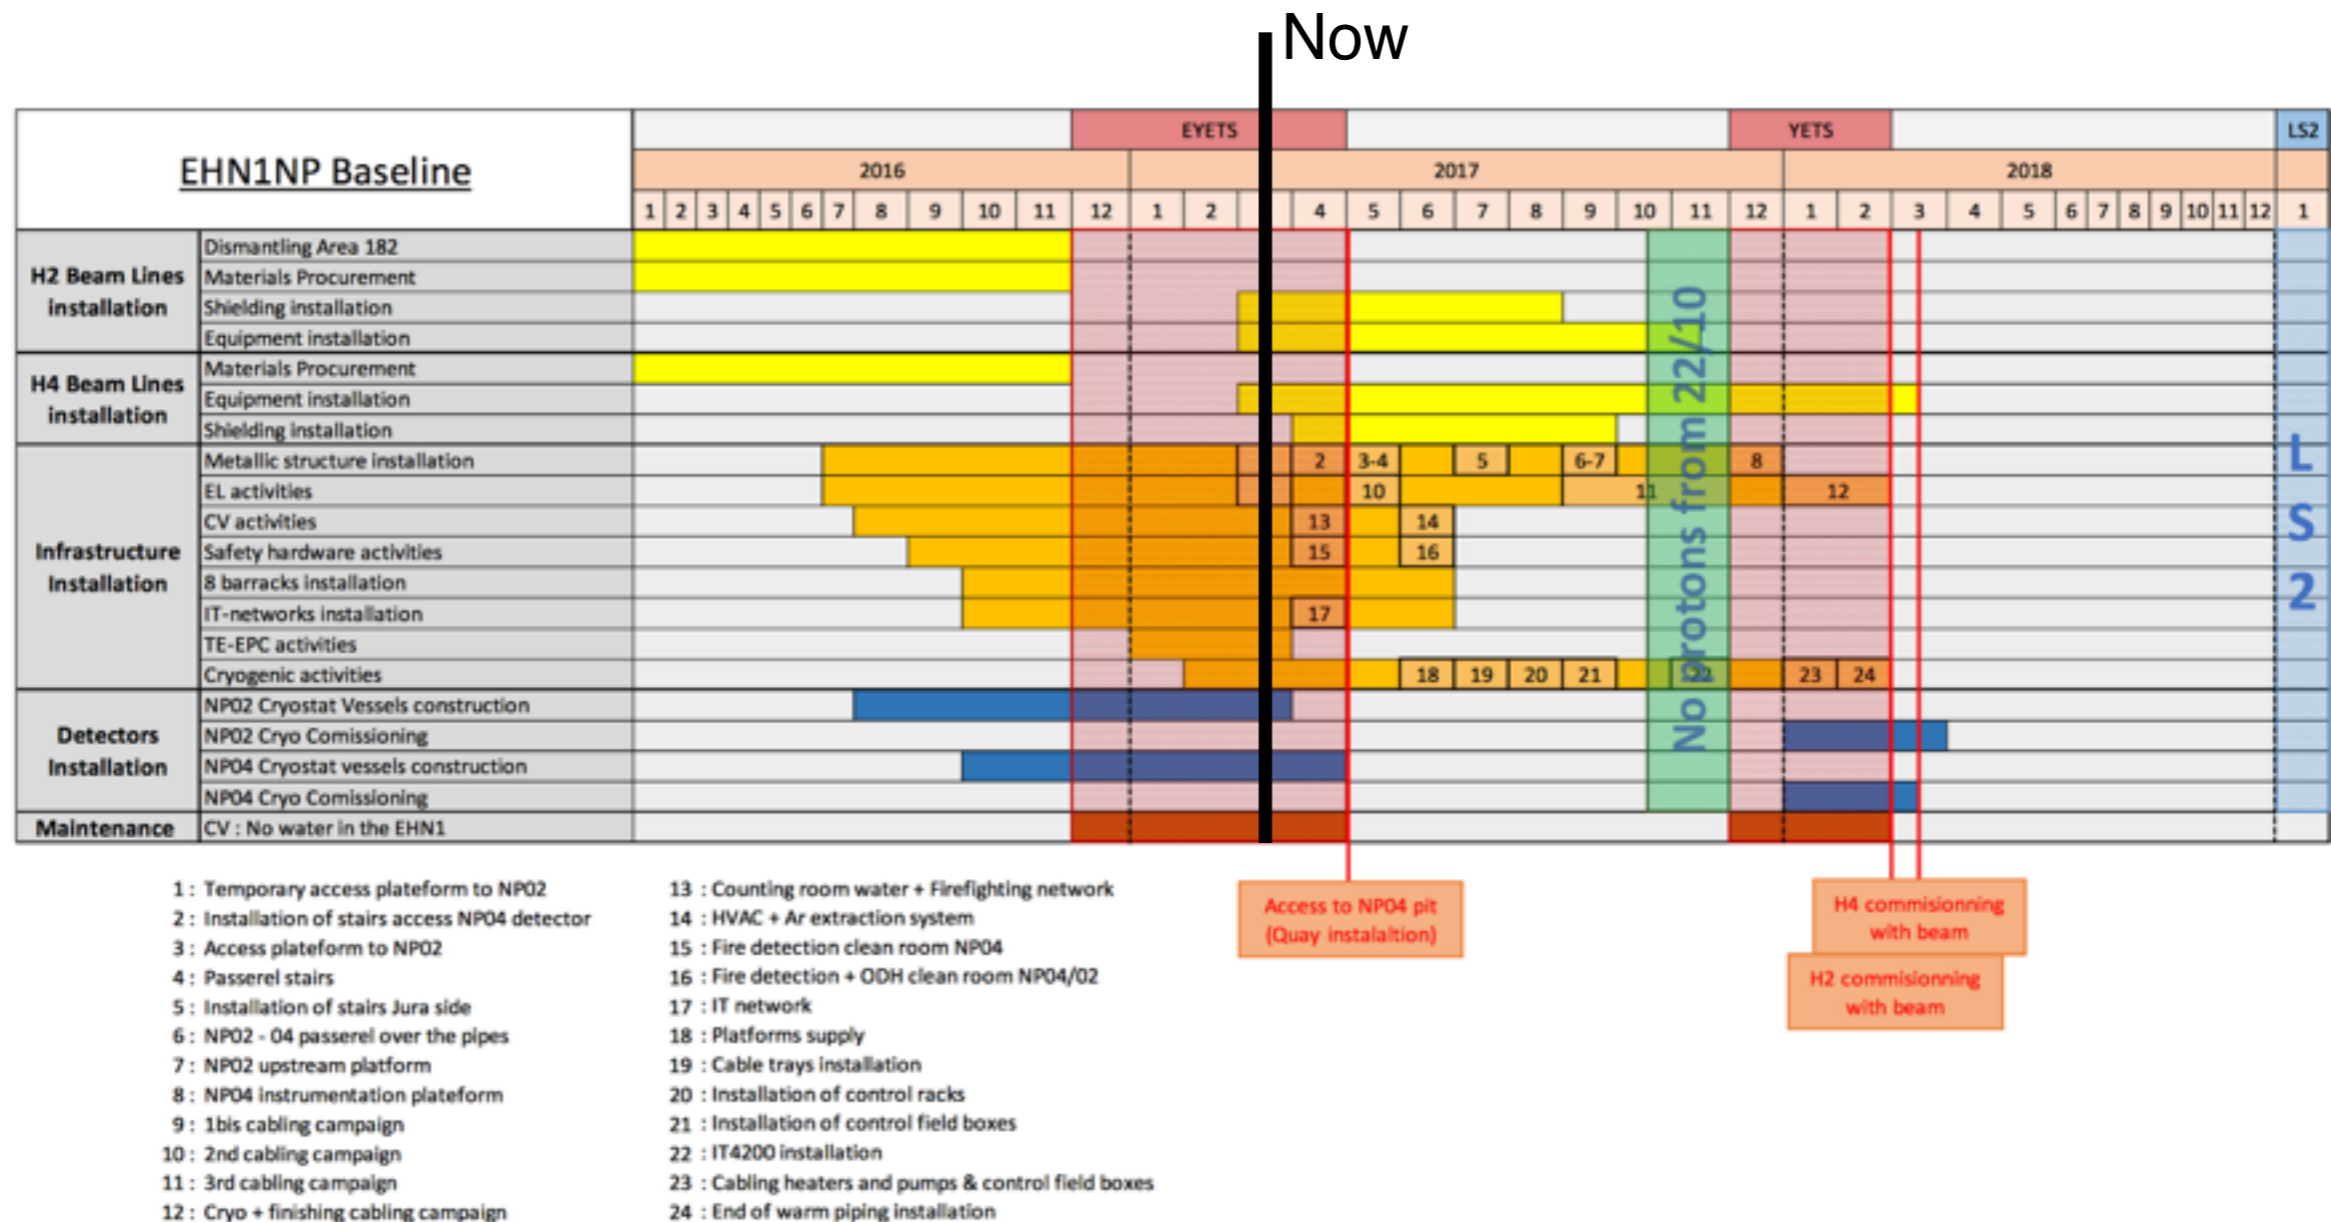 Now
EYETS YETS LS2
EHN1NP Baseline
2016 2017 2018
1 2 3 4 5 6 7 8 9 10 11 12 1 2 4 5 6 7 8 9 10 11 12 1 2 3 4 5 6 7 8 9 10 11 12 1
H2 Beam Lines
installation
Dismantling Area 182
Materials Procurement
Shielding installation
Equipment installation
H4 Beam Lines
installation
Materials Procurement
Equipment installation
Shielding installation
Infrastructure
Installation
Metallic structure installation 2 3-4 5 6-7 8
EL activities 10 11 12
CV activities 13 14
Safety hardware activities 15 16
8 barracks installation
IT-networks installation 17
TE-EPC activities
Cryogenic activities 18 19 20 21 22 23 24
Detectors
Installation
NP02 Cryostat Vessels construction
NP02 Cryo Comissioning
NP04 Cryostat vessels construction
NP04 Cryo Comissioning
Maintenance
CV : No water in the EHN1
No protons from 22/10
L
S
2
1 : Temporary access plateform to NP02
2 : Installation of stairs access NP04 detector
3 : Access plateform to NP02
4 : Passerel stairs
5 : Installation of stairs Jura side
6 : NP02 - 04 passerel over the pipes
7 : NP02 upstream platform
8 : NP04 instrumentation plateform
9 : 1bis cabling campaign
10 : 2nd cabling campaign
11 : 3rd cabling campaign
12 : Cryo + finishing cabling campaign
13 : Counting room water + Firefighting network
14 : HVAC + Ar extraction system
15 : Fire detection clean room NP04
16 : Fire detection + ODH clean room NP04/02
17 : IT network
18 : Platforms supply
19 : Cable trays installation
20 : Installation of control racks
21 : Installation of control field boxes
22 : IT4200 installation
23 : Cabling heaters and pumps & control field boxes
24 : End of warm piping installation
Access to NP04 pit
(Quay instalaltion)
H4 commisionning
with beam
H2 commisionning
with beam